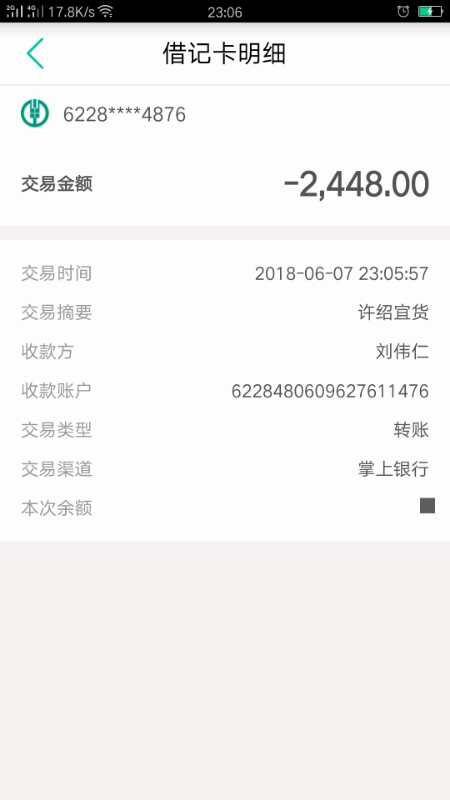 2G 4G 17.8K/s 23:06
借记卡明细
6228****4876
交易金额 -2,448.00
交易时间 2018-06-07 23:05:57
交易摘要 许绍宜货
收款方 刘伟仁
收款账户 6228480609627611476
交易类型 转账
交易渠道 掌上银行
本次余额